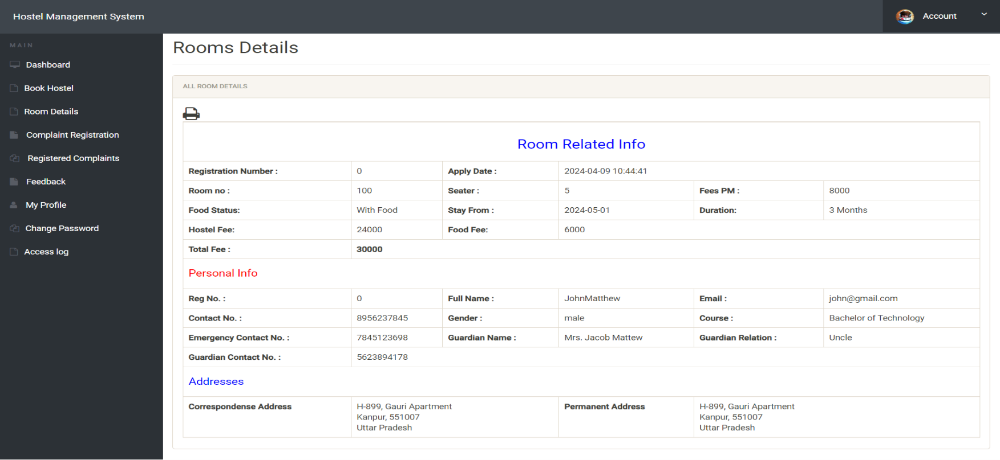 Hostel Management System
Account
MAIN
Dashboard
Book Hostel
Room Details
Complaint Registration
Registered Complaints
Feedback
My Profile
Change Password
Access log
Rooms Details
ALL ROOM DETAILS
Room Related Info
Registration Number : 0 Apply Date : 2024-04-09 10:44:41
Room no : 100 Seater : 5 Fees PM : 8000
Food Status: With Food Stay From : 2024-05-01 Duration: 3 Months
Hostel Fee: 24000 Food Fee: 6000
Total Fee : 30000
Personal Info
Reg No. : 0 Full Name : JohnMatthew Email : john@gmail.com
Contact No. : 8956237845 Gender : male Course : Bachelor of Technology
Emergency Contact No. : 7845123698 Guardian Name : Mrs. Jacob Mattew Guardian Relation : Uncle
Guardian Contact No. : 5623894178
Addresses
Correspondense Address H-899, Gauri Apartment Permanent Address H-899, Gauri Apartment
Kanpur, 551007 Kanpur, 551007
Uttar Pradesh Uttar Pradesh